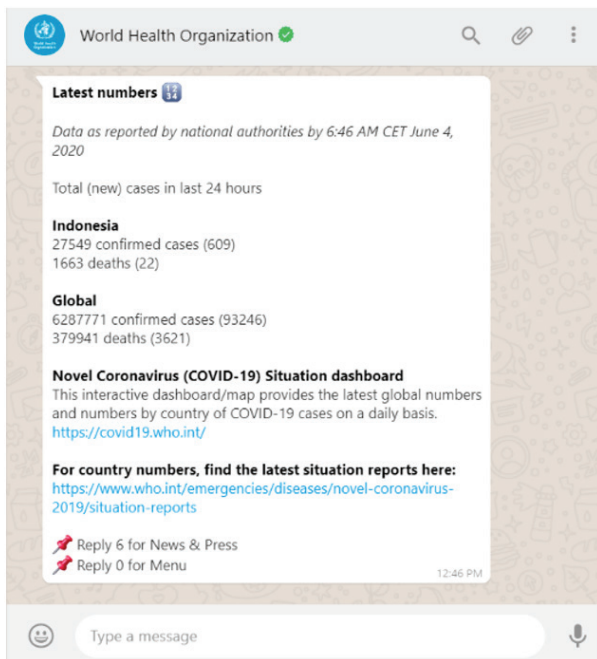 World Health Organization
Latest numbers
Data as reported by national authorities by 6:46 AM CET June 4,
2020
Total (new) cases in last 24 hours
Indonesia
27549 confirmed cases (609)
1663 deaths (22)
Global
6287771 confirmed cases (93246)
379941 deaths (3621)
Novel Coronavirus (COVID-19) Situation dashboard
This interactive dashboard/map provides the latest global numbers
and numbers by country of COVID-19 cases on a daily basis.
https://covid19.who.int/
For country numbers, find the latest situation reports here:
https://www.who.int/emergencies/diseases/novel-coronavirus-
2019/situation-reports
📌 Reply 6 for News & Press
📌 Reply 0 for Menu
12:46 PM
Type a message